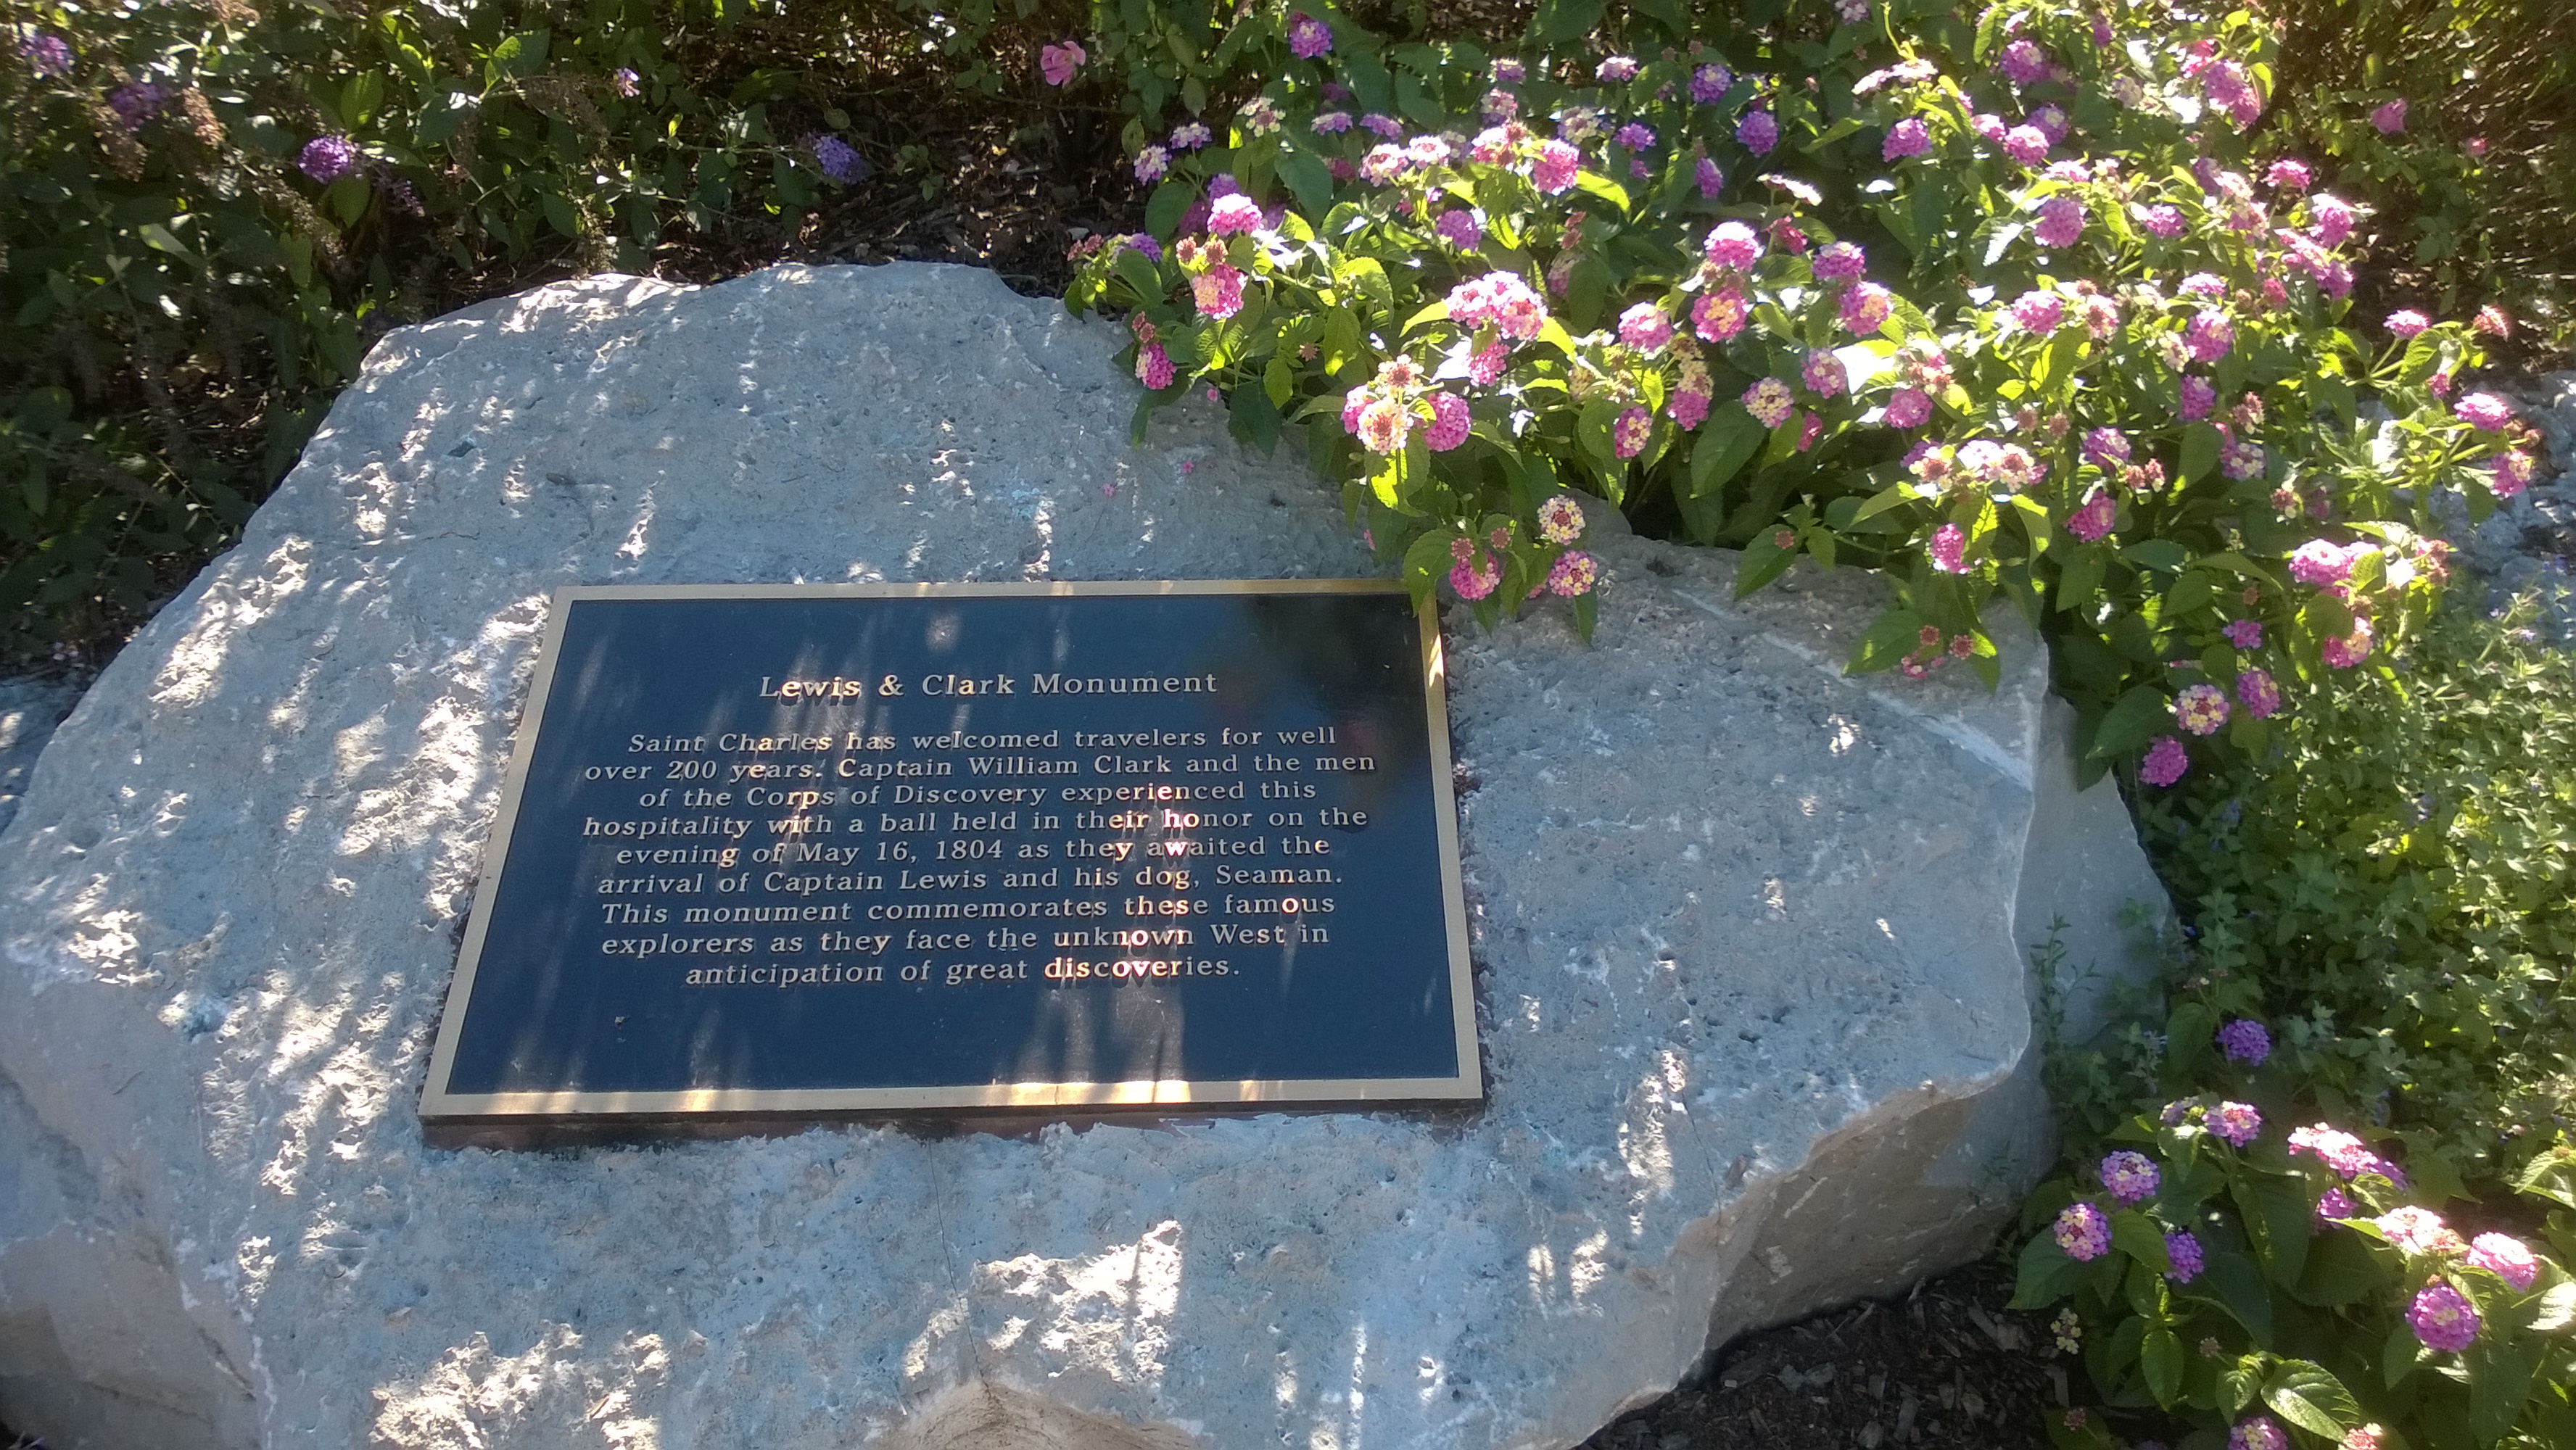 Lewis & Clark Monument
Saint Charles has welcomed travelers for well
over 200 years. Captain William Clark and the men
of the Corps of Discovery experienced this
hospitality with a ball held in their honor on the
evening of May 16, 1804 as they awaited the
arrival of Captain Lewis and his dog, Seaman.
This monument commemorates these famous
explorers as they face the unknown West in
anticipation of great discoveries.